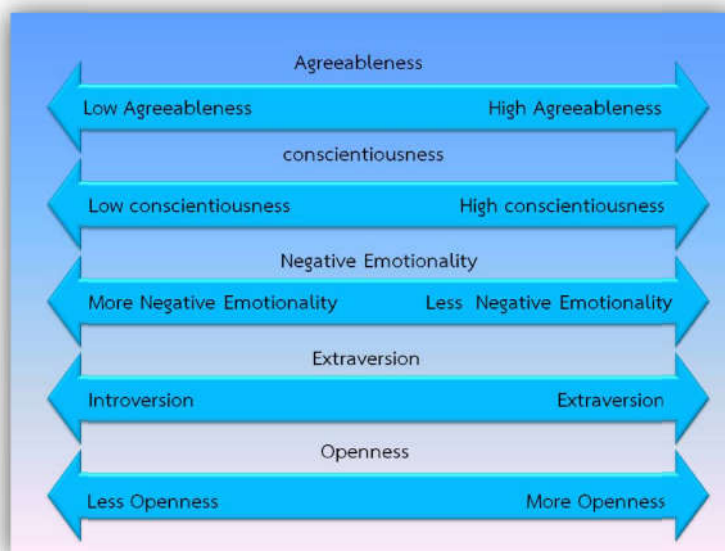 Agreeableness
Low Agreeableness High Agreeableness
conscientiousness
Low conscientiousness High conscientiousness
Negative Emotionality
More Negative Emotionality Less Negative Emotionality
Extraversion
Introversion Extraversion
Openness
Less Openness More Openness